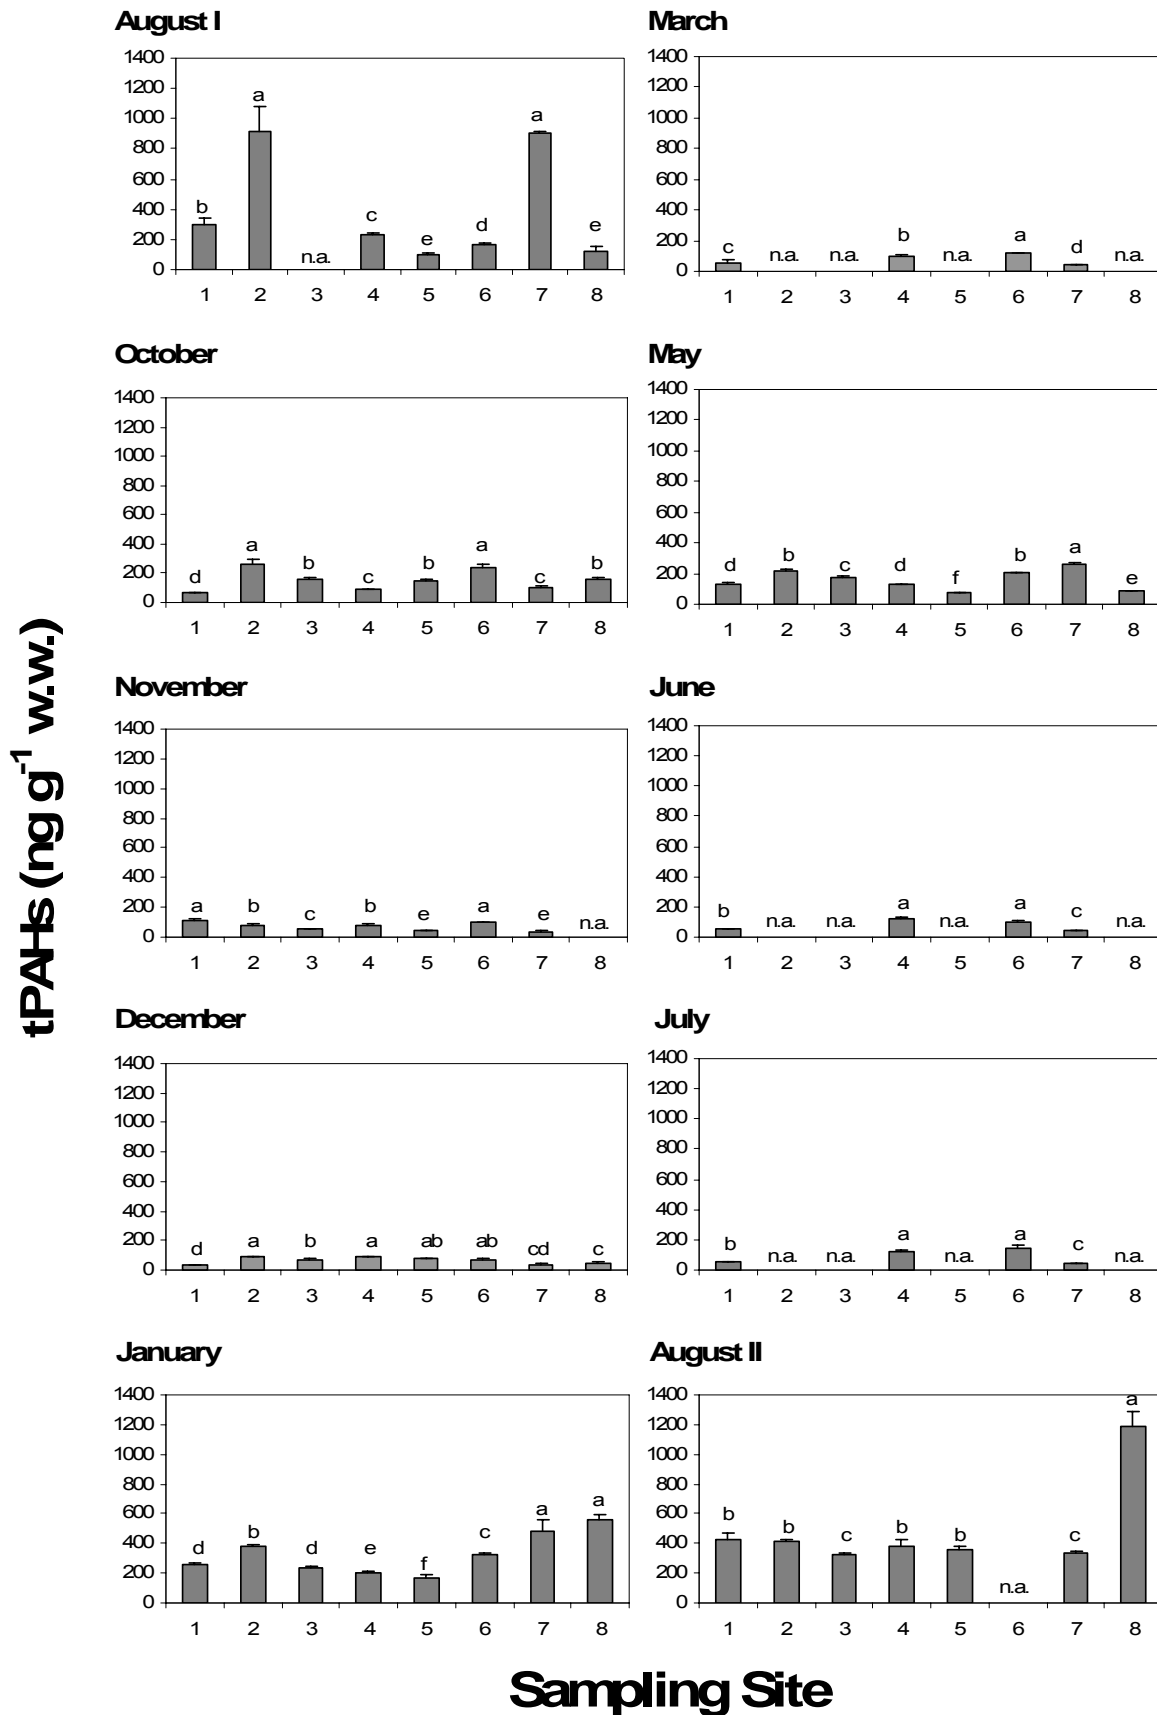 August I
1400
1200
1000
800
600
400
200
0
b a n.a. c e d a e
1 2 3 4 5 6 7 8
March
1400
1200
1000
800
600
400
200
0
c n.a. n.a. b n.a. a d n.a.
1 2 3 4 5 6 7 8
October
1400
1200
1000
800
600
400
200
0
d a b c b a c b
1 2 3 4 5 6 7 8
May
1400
1200
1000
800
600
400
200
0
d b c d f b a e
1 2 3 4 5 6 7 8
November
1400
1200
1000
800
600
400
200
0
a b c b e a e n.a.
1 2 3 4 5 6 7 8
June
1400
1200
1000
800
600
400
200
0
b n.a. n.a. a n.a. a c n.a.
1 2 3 4 5 6 7 8
December
1400
1200
1000
800
600
400
200
0
d a b a ab ab cd c
1 2 3 4 5 6 7 8
July
1400
1200
1000
800
600
400
200
0
b n.a. n.a. a n.a. a c n.a.
1 2 3 4 5 6 7 8
January
1400
1200
1000
800
600
400
200
0
d b d e f c a a
1 2 3 4 5 6 7 8
August II
1400
1200
1000
800
600
400
200
0
b b c b b n.a. c a
1 2 3 4 5 6 7 8
tPAHs (ng g⁻¹ w.w.)
Sampling Site